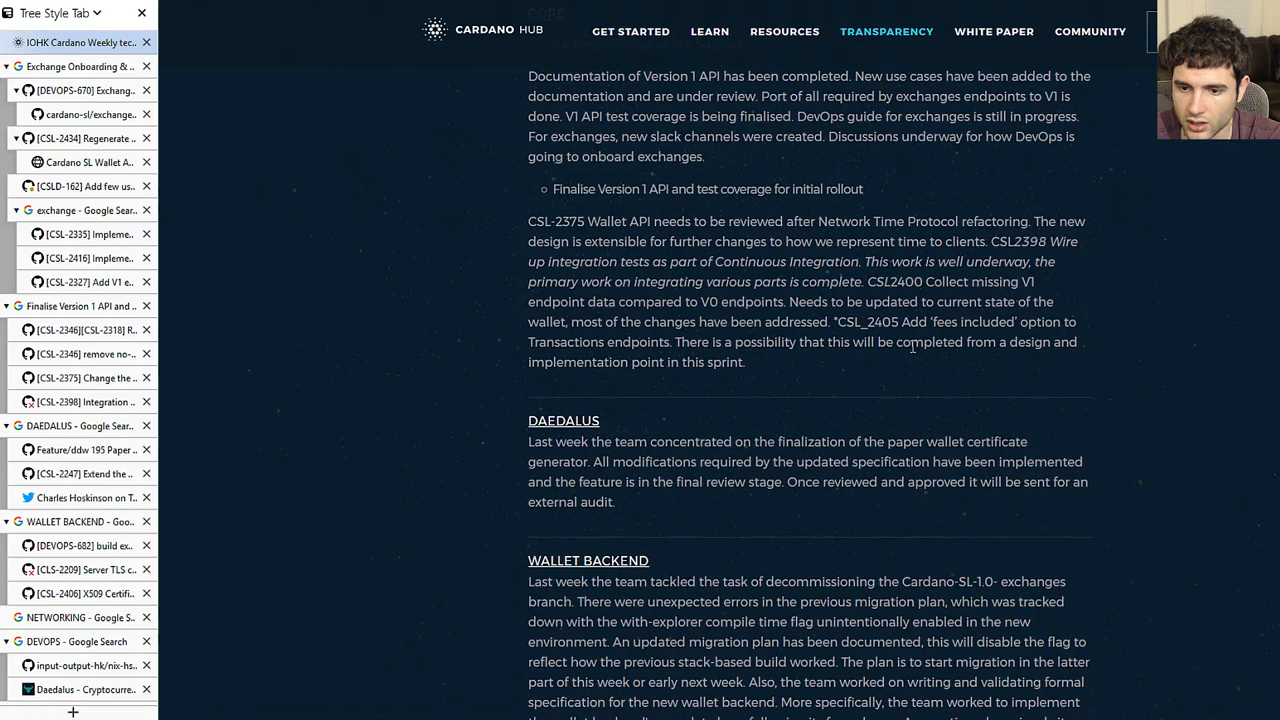 Tree Style Tab
IOHK Cardano Weekly tec...
Exchange Onboarding & ..
[DEVOPS-670] Exchang..
cardano-sl/exchange..
[CSL-2434] Regenerate ..
Cardano SL Wallet A..
[CSLD-162] Add few us..
exchange - Google Sear..
[CSL-2335] Impleme..
[CSL-2416] Impleme..
[CSL-2327] Add V1 e..
Finalise Version 1 API and ..
[CSL-2346][CSL-2318] R..
[CSL-2346] remove no-..
[CSL-2375] Change the ..
[CSL-2398] Integration ..
DAEDALUS - Google Sear..
Feature/ddw 195 Paper ..
[CSL-2247] Extend the ..
Charles Hoskinson on T..
WALLET BACKEND - Goo..
[DEVOPS-682] build ex..
[CLS-2209] Server TLS c..
[CSL-2406] X509 Certifi..
NETWORKING - Google S..
DEVOPS - Google Search
input-output-hk/nix-hs..
Daedalus - Cryptocurre..
CARDANO HUB
GET STARTED
LEARN
RESOURCES
TRANSPARENCY
WHITE PAPER
COMMUNITY
CORE
Documentation of Version 1 API has been completed. New use cases have been added to the
documentation and are under review. Port of all required by exchanges endpoints to V1 is
done. V1 API test coverage is being finalised. DevOps guide for exchanges is still in progress.
For exchanges, new slack channels were created. Discussions underway for how DevOps is
going to onboard exchanges.
Finalise Version 1 API and test coverage for initial rollout
CSL-2375 Wallet API needs to be reviewed after Network Time Protocol refactoring. The new
design is extensible for further changes to how we represent time to clients. CSL2398 Wire
up integration tests as part of Continuous Integration. This work is well underway, the
primary work on integrating various parts is complete. CSL2400 Collect missing V1
endpoint data compared to V0 endpoints. Needs to be updated to current state of the
wallet, most of the changes have been addressed. *CSL_2405 Add ‘fees included’ option to
Transactions endpoints. There is a possibility that this will be completed from a design and
implementation point in this sprint.
DAEDALUS
Last week the team concentrated on the finalization of the paper wallet certificate
generator. All modifications required by the updated specification have been implemented
and the feature is in the final review stage. Once reviewed and approved it will be sent for an
external audit.
WALLET BACKEND
Last week the team tackled the task of decommissioning the Cardano-SL-1.0- exchanges
branch. There were unexpected errors in the previous migration plan, which was tracked
down with the with-explorer compile time flag unintentionally enabled in the new
environment. An updated migration plan has been documented, this will disable the flag to
reflect how the previous stack-based build worked. The plan is to start migration in the latter
part of this week or early next week. Also, the team worked on writing and validating formal
specification for the new wallet backend. More specifically, the team worked to implement